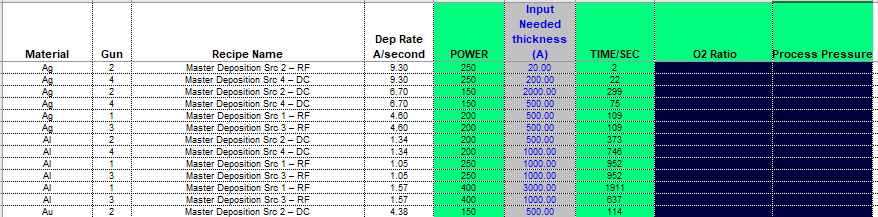 Input
Needed
Dep Rate thickness
Material Gun Recipe Name A/second POWER (A) TIME/SEC O2 Ratio Process Pressure
Ag 2 Master Deposition Src 2 – RF 9.30 250 20.00 2
Ag 4 Master Deposition Src 4 – DC 9.30 250 200.00 22
Ag 2 Master Deposition Src 2 – DC 6.70 150 2000.00 299
Ag 4 Master Deposition Src 4 – DC 6.70 150 500.00 75
Ag 1 Master Deposition Src 1 – RF 4.60 200 500.00 109
Ag 3 Master Deposition Src 3 – RF 4.60 200 500.00 109
Al 2 Master Deposition Src 2 – DC 1.34 200 500.00 373
Al 4 Master Deposition Src 4 – DC 1.34 200 1000.00 746
Al 1 Master Deposition Src 1 – RF 1.05 250 1000.00 952
Al 3 Master Deposition Src 3 – RF 1.05 250 1000.00 952
Al 1 Master Deposition Src 1 – RF 1.57 400 3000.00 1911
Al 3 Master Deposition Src 3 – RF 1.57 400 1000.00 637
Au 2 Master Deposition Src 2 – DC 4.38 150 500.00 114